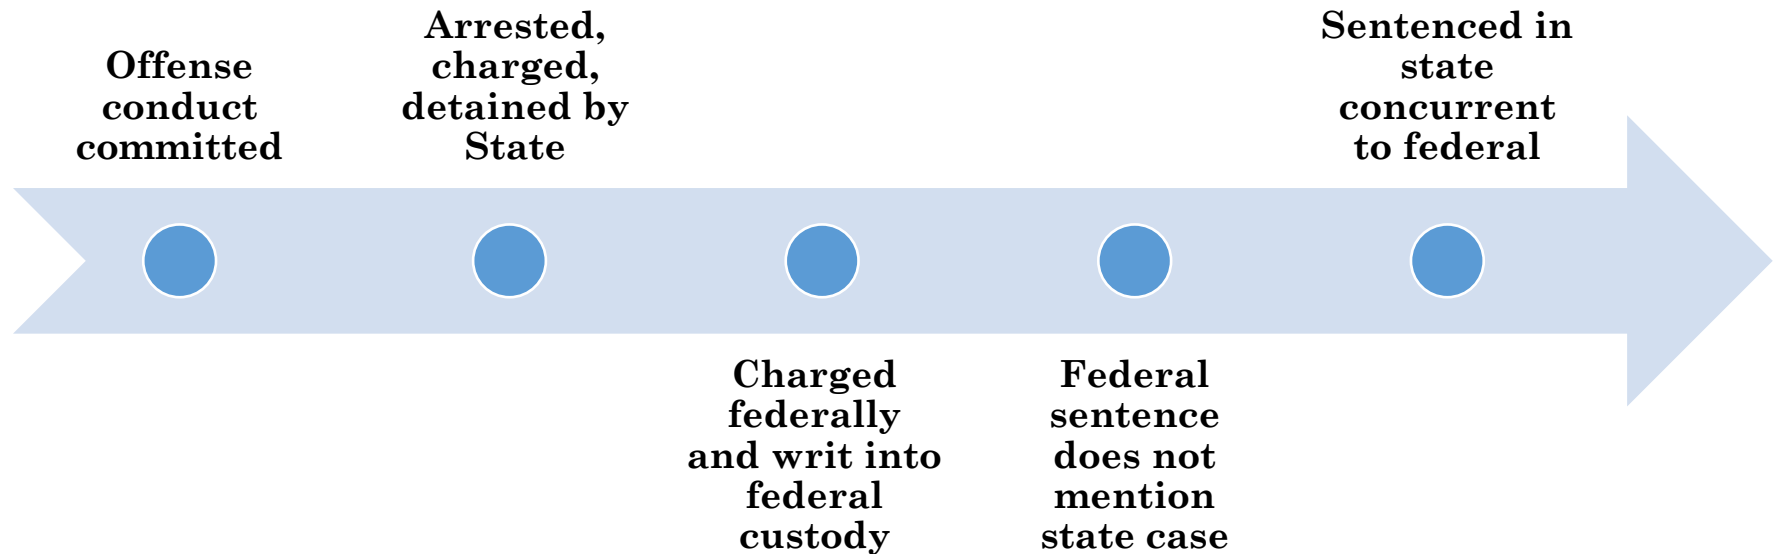 Offense
conduct
committed
Arrested,
charged,
detained by
State
Charged
federally
and writ into
federal
custody
Federal
sentence
does not
mention
state case
Sentenced in
state
concurrent
to federal